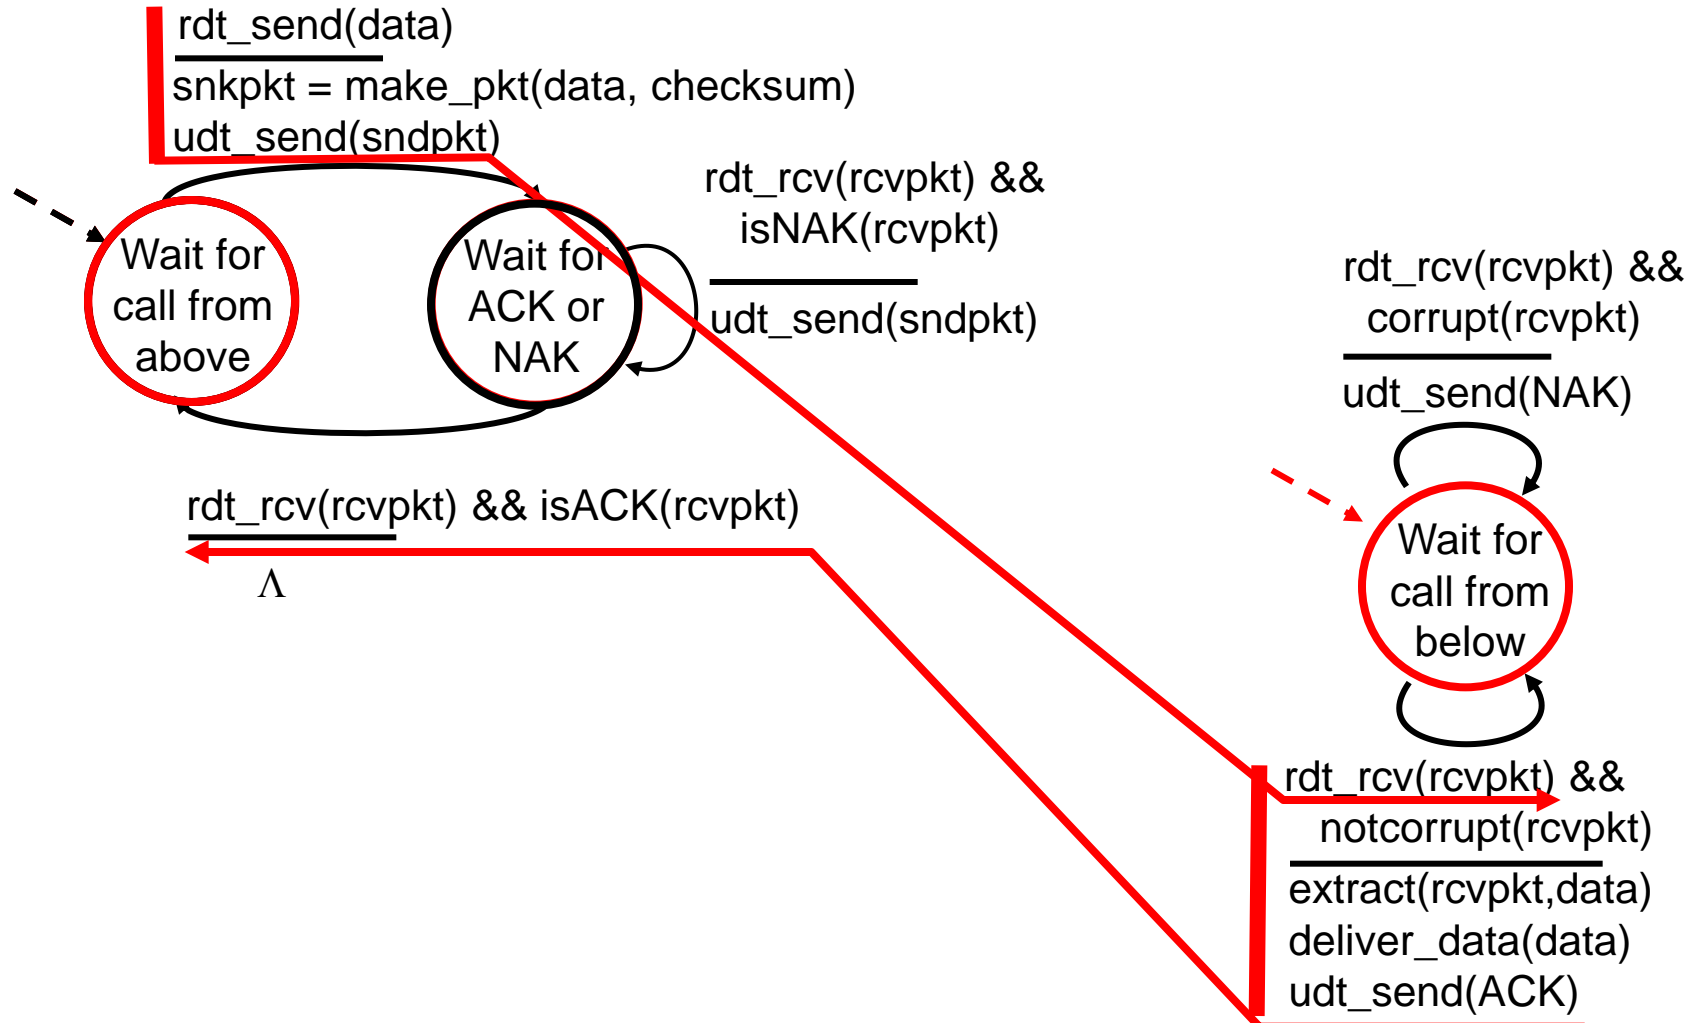 rdt_send(data)
snkpkt = make_pkt(data, checksum)
udt_send(sndpkt)
Wait for
call from
above
Wait for
ACK or
NAK
rdt_rcv(rcvpkt) &&
isNAK(rcvpkt)
udt_send(sndpkt)
rdt_rcv(rcvpkt) && isACK(rcvpkt)
Λ
rdt_rcv(rcvpkt) &&
corrupt(rcvpkt)
udt_send(NAK)
Wait for
call from
below
rdt_rcv(rcvpkt) &&
notcorrupt(rcvpkt)
extract(rcvpkt,data)
deliver_data(data)
udt_send(ACK)